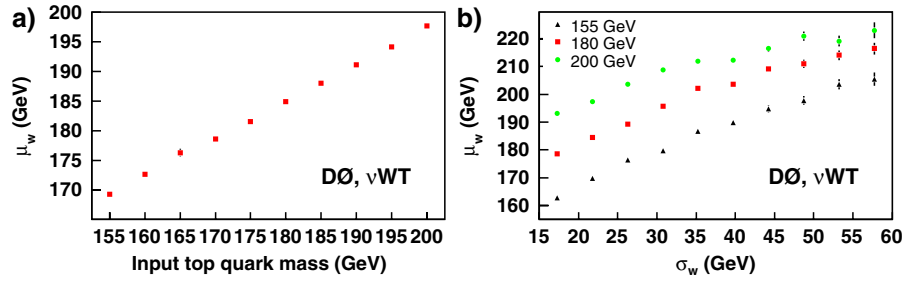 a)
200
195
190
185
180
175
170
μw (GeV)
DØ, νWT
155 160 165 170 175 180 185 190 195 200
Input top quark mass (GeV)
b)
155 GeV
180 GeV
200 GeV
220
210
200
190
180
170
160
μw (GeV)
DØ, νWT
15 20 25 30 35 40 45 50 55 60
σw (GeV)